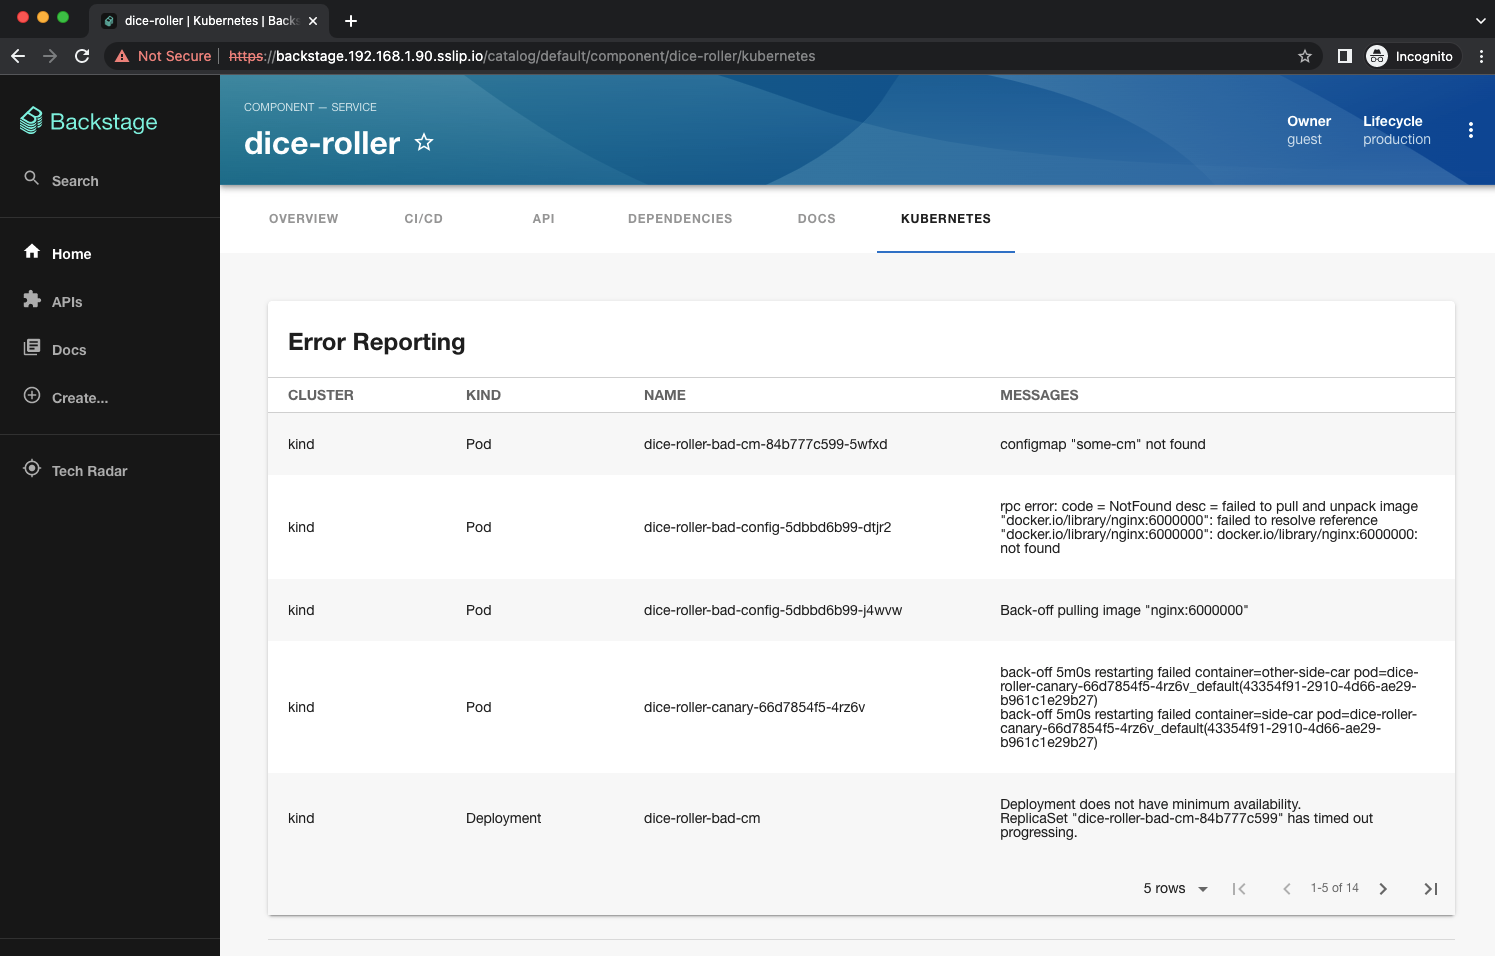 dice-roller | Kubernetes | Backs
Not Secure
https://backstage.192.168.1.90.sslip.io/catalog/default/component/dice-roller/kubernetes
Incognito
Backstage
Search
Home
APIs
Docs
Create...
Tech Radar
COMPONENT — SERVICE
dice-roller
Owner
guest
Lifecycle
production
OVERVIEW
CI/CD
API
DEPENDENCIES
DOCS
KUBERNETES
Error Reporting
CLUSTER KIND NAME MESSAGES
kind Pod dice-roller-bad-cm-84b777c599-5wfxd configmap "some-cm" not found
kind Pod dice-roller-bad-config-5dbbd6b99-dtjr2
rpc error: code = NotFound desc = failed to pull and unpack image
"docker.io/library/nginx:6000000": failed to resolve reference
"docker.io/library/nginx:6000000": docker.io/library/nginx:6000000:
not found
kind Pod dice-roller-bad-config-5dbbd6b99-j4wvw Back-off pulling image "nginx:6000000"
kind Pod dice-roller-canary-66d7854f5-4rz6v
back-off 5m0s restarting failed container=other-side-car pod=dice-
roller-canary-66d7854f5-4rz6v_default(43354f91-2910-4d66-ae29-
b961c1e29b27)
back-off 5m0s restarting failed container=side-car pod=dice-roller-
canary-66d7854f5-4rz6v_default(43354f91-2910-4d66-ae29-
b961c1e29b27)
kind Deployment dice-roller-bad-cm
Deployment does not have minimum availability.
ReplicaSet "dice-roller-bad-cm-84b777c599" has timed out
progressing.
5 rows
1-5 of 14